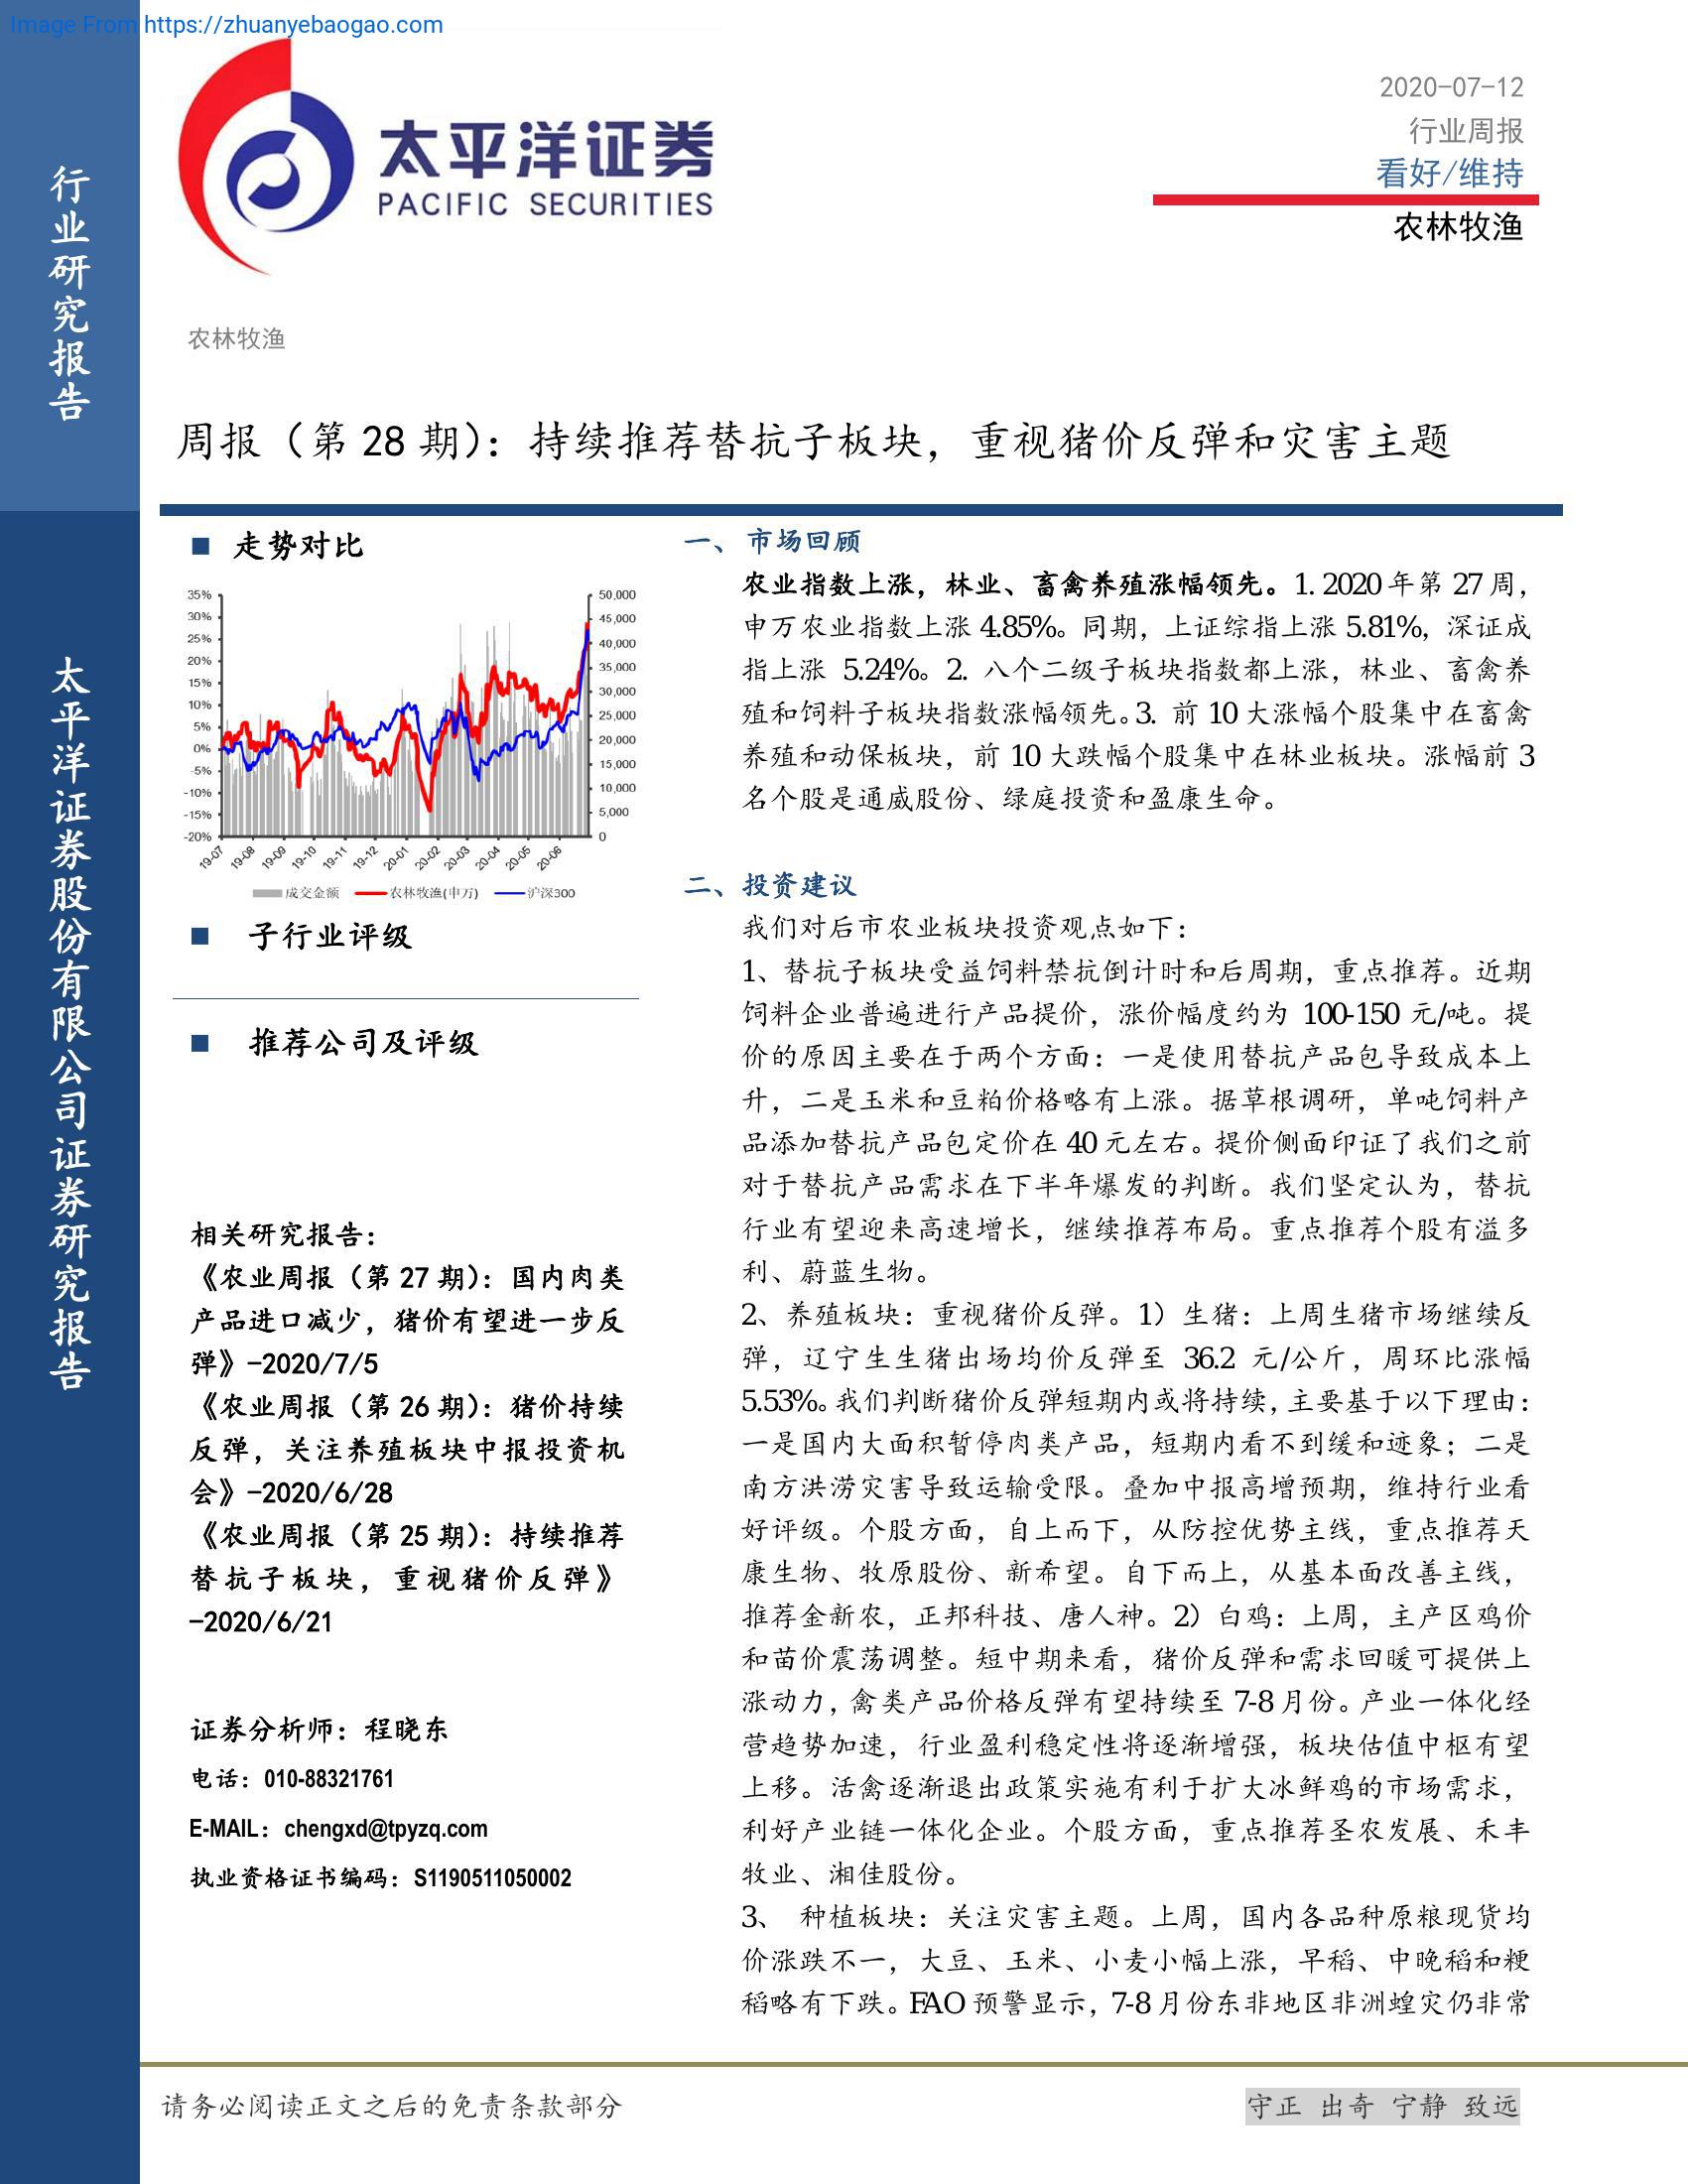 Image From https://zhuanyebaogao.com
行业研究报告
太平洋证券股份有限公司证券研究报告
太平洋证券
PACIFIC SECURITIES
2020-07-12
行业周报
看好/维持
农林牧渔
农林牧渔
周报（第 28 期）：持续推荐替抗子板块，重视猪价反弹和灾害主题
■ 走势对比
35%
30%
25%
20%
15%
10%
5%
0%
-5%
-10%
-15%
-20%
50,000
45,000
40,000
35,000
30,000
25,000
20,000
15,000
10,000
5,000
0
19-07 19-08 19-09 19-10 19-11 19-12 20-01 20-02 20-03 20-04 20-05 20-06
成交金额 农林牧渔(申万) 沪深300
■ 子行业评级
■ 推荐公司及评级
相关研究报告：
《农业周报（第 27 期）：国内肉类
产品进口减少，猪价有望进一步反
弹》-2020/7/5
《农业周报（第 26 期）：猪价持续
反弹，关注养殖板块中报投资机
会》-2020/6/28
《农业周报（第 25 期）：持续推荐
替抗子板块，重视猪价反弹》
-2020/6/21
证券分析师：程晓东
电话：010-88321761
E-MAIL：chengxd@tpyzq.com
执业资格证书编码：S1190511050002
一、 市场回顾
农业指数上涨，林业、畜禽养殖涨幅领先。1. 2020 年第 27 周，
申万农业指数上涨 4.85%。同期，上证综指上涨 5.81%，深证成
指上涨 5.24%。2. 八个二级子板块指数都上涨，林业、畜禽养
殖和饲料子板块指数涨幅领先。3. 前 10 大涨幅个股集中在畜禽
养殖和动保板块，前 10 大跌幅个股集中在林业板块。涨幅前 3
名个股是通威股份、绿庭投资和盈康生命。
二、投资建议
我们对后市农业板块投资观点如下：
1、替抗子板块受益饲料禁抗倒计时和后周期，重点推荐。近期
饲料企业普遍进行产品提价，涨价幅度约为 100-150 元/吨。提
价的原因主要在于两个方面：一是使用替抗产品包导致成本上
升，二是玉米和豆粕价格略有上涨。据草根调研，单吨饲料产
品添加替抗产品包定价在 40 元左右。提价侧面印证了我们之前
对于替抗产品需求在下半年爆发的判断。我们坚定认为，替抗
行业有望迎来高速增长，继续推荐布局。重点推荐个股有溢多
利、蔚蓝生物。
2、养殖板块：重视猪价反弹。1）生猪：上周生猪市场继续反
弹，辽宁生生猪出场均价反弹至 36.2 元/公斤，周环比涨幅
5.53%。我们判断猪价反弹短期内或将持续，主要基于以下理由：
一是国内大面积暂停肉类产品，短期内看不到缓和迹象；二是
南方洪涝灾害导致运输受限。叠加中报高增预期，维持行业看
好评级。个股方面，自上而下，从防控优势主线，重点推荐天
康生物、牧原股份、新希望。自下而上，从基本面改善主线，
推荐金新农，正邦科技、唐人神。2）白鸡：上周，主产区鸡价
和苗价震荡调整。短中期来看，猪价反弹和需求回暖可提供上
涨动力，禽类产品价格反弹有望持续至 7-8 月份。产业一体化经
营趋势加速，行业盈利稳定性将逐渐增强，板块估值中枢有望
上移。活禽逐渐退出政策实施有利于扩大冰鲜鸡的市场需求，
利好产业链一体化企业。个股方面，重点推荐圣农发展、禾丰
牧业、湘佳股份。
3、 种植板块：关注灾害主题。上周，国内各品种原粮现货均
价涨跌不一，大豆、玉米、小麦小幅上涨，早稻、中晚稻和粳
稻略有下跌。FAO 预警显示，7-8 月份东非地区非洲蝗灾仍非常
请务必阅读正文之后的免责条款部分
守正 出奇 宁静 致远